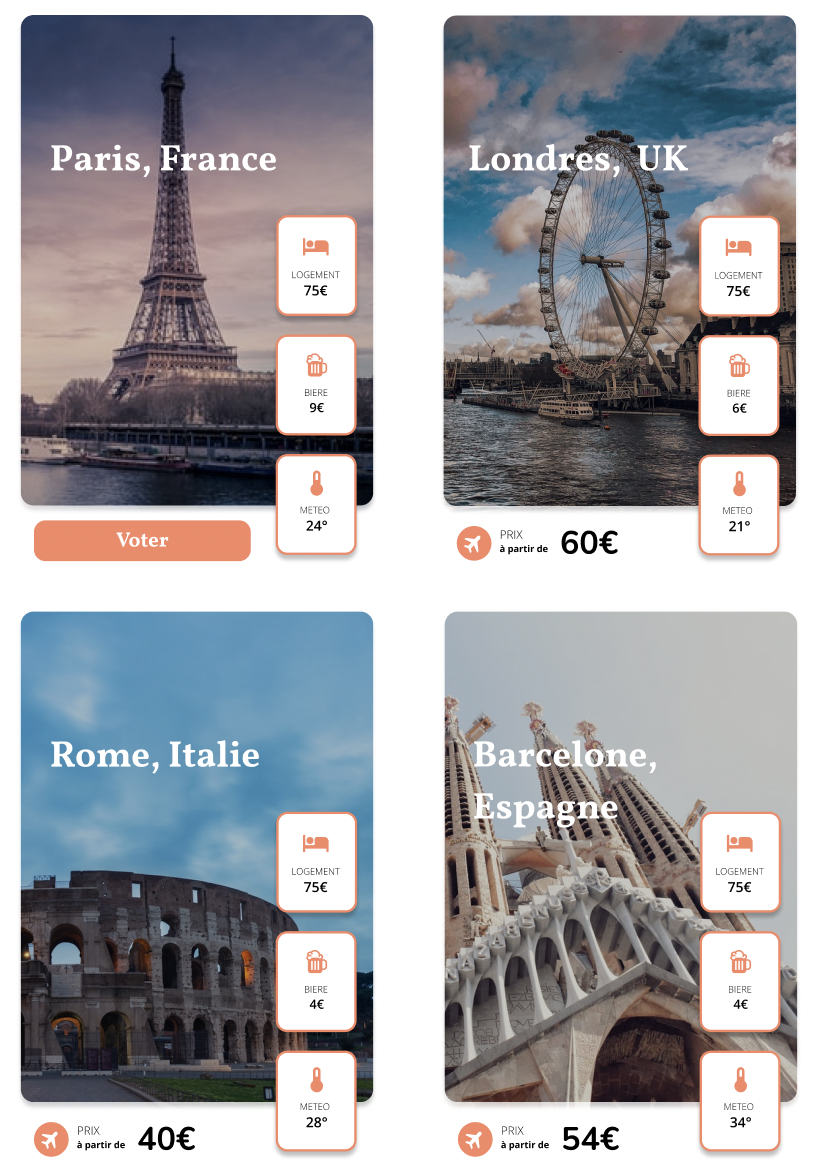 Paris, France
LOGEMENT
75€
BIERE
9€
METEO
24°
Voter
Londres, UK
LOGEMENT
75€
BIERE
6€
METEO
21°
PRIX
à partir de
60€
Rome, Italie
LOGEMENT
75€
BIERE
4€
METEO
28°
PRIX
à partir de
40€
Barcelone,
Espagne
LOGEMENT
75€
BIERE
4€
METEO
34°
PRIX
à partir de
54€